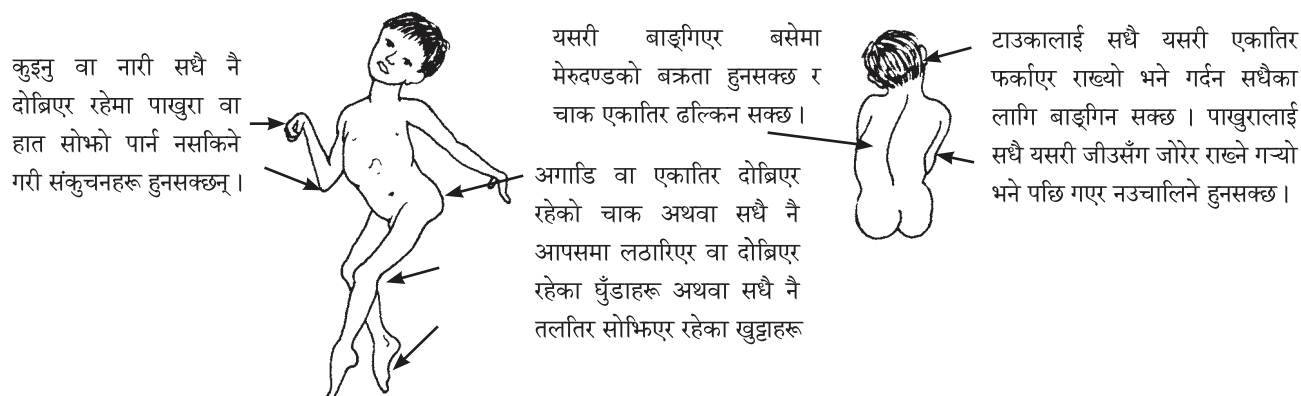 कुइनु वा नारी सधै नै
दोब्रिएर रहेमा पाखुरा वा
हात सोझो पार्न नसकिने
गरी संकुचनहरू हुनसक्छन् ।
यसरी बाङ्गिएर बसेमा
मेरुदण्डको बक्रता हुनसक्छ र
चाक एकातिर ढल्किन सक्छ ।
अगाडि वा एकातिर दोब्रिएर
रहेको चाक अथवा सधै नै
आपसमा लठारिएर वा दोब्रिएर
रहेका घुँडाहरू अथवा सधै नै
तलतिर सोझिएर रहेका खुट्टाहरू
टाउकालाई सधै यसरी एकातिर
फर्काएर राख्यो भने गर्दन सधैका
लागि बाङ्गिन सक्छ । पाखुरालाई
सधै यसरी जीउसँग जोरेर राख्ने गऱ्यो
भने पछि गएर नउचालिने हुनसक्छ ।